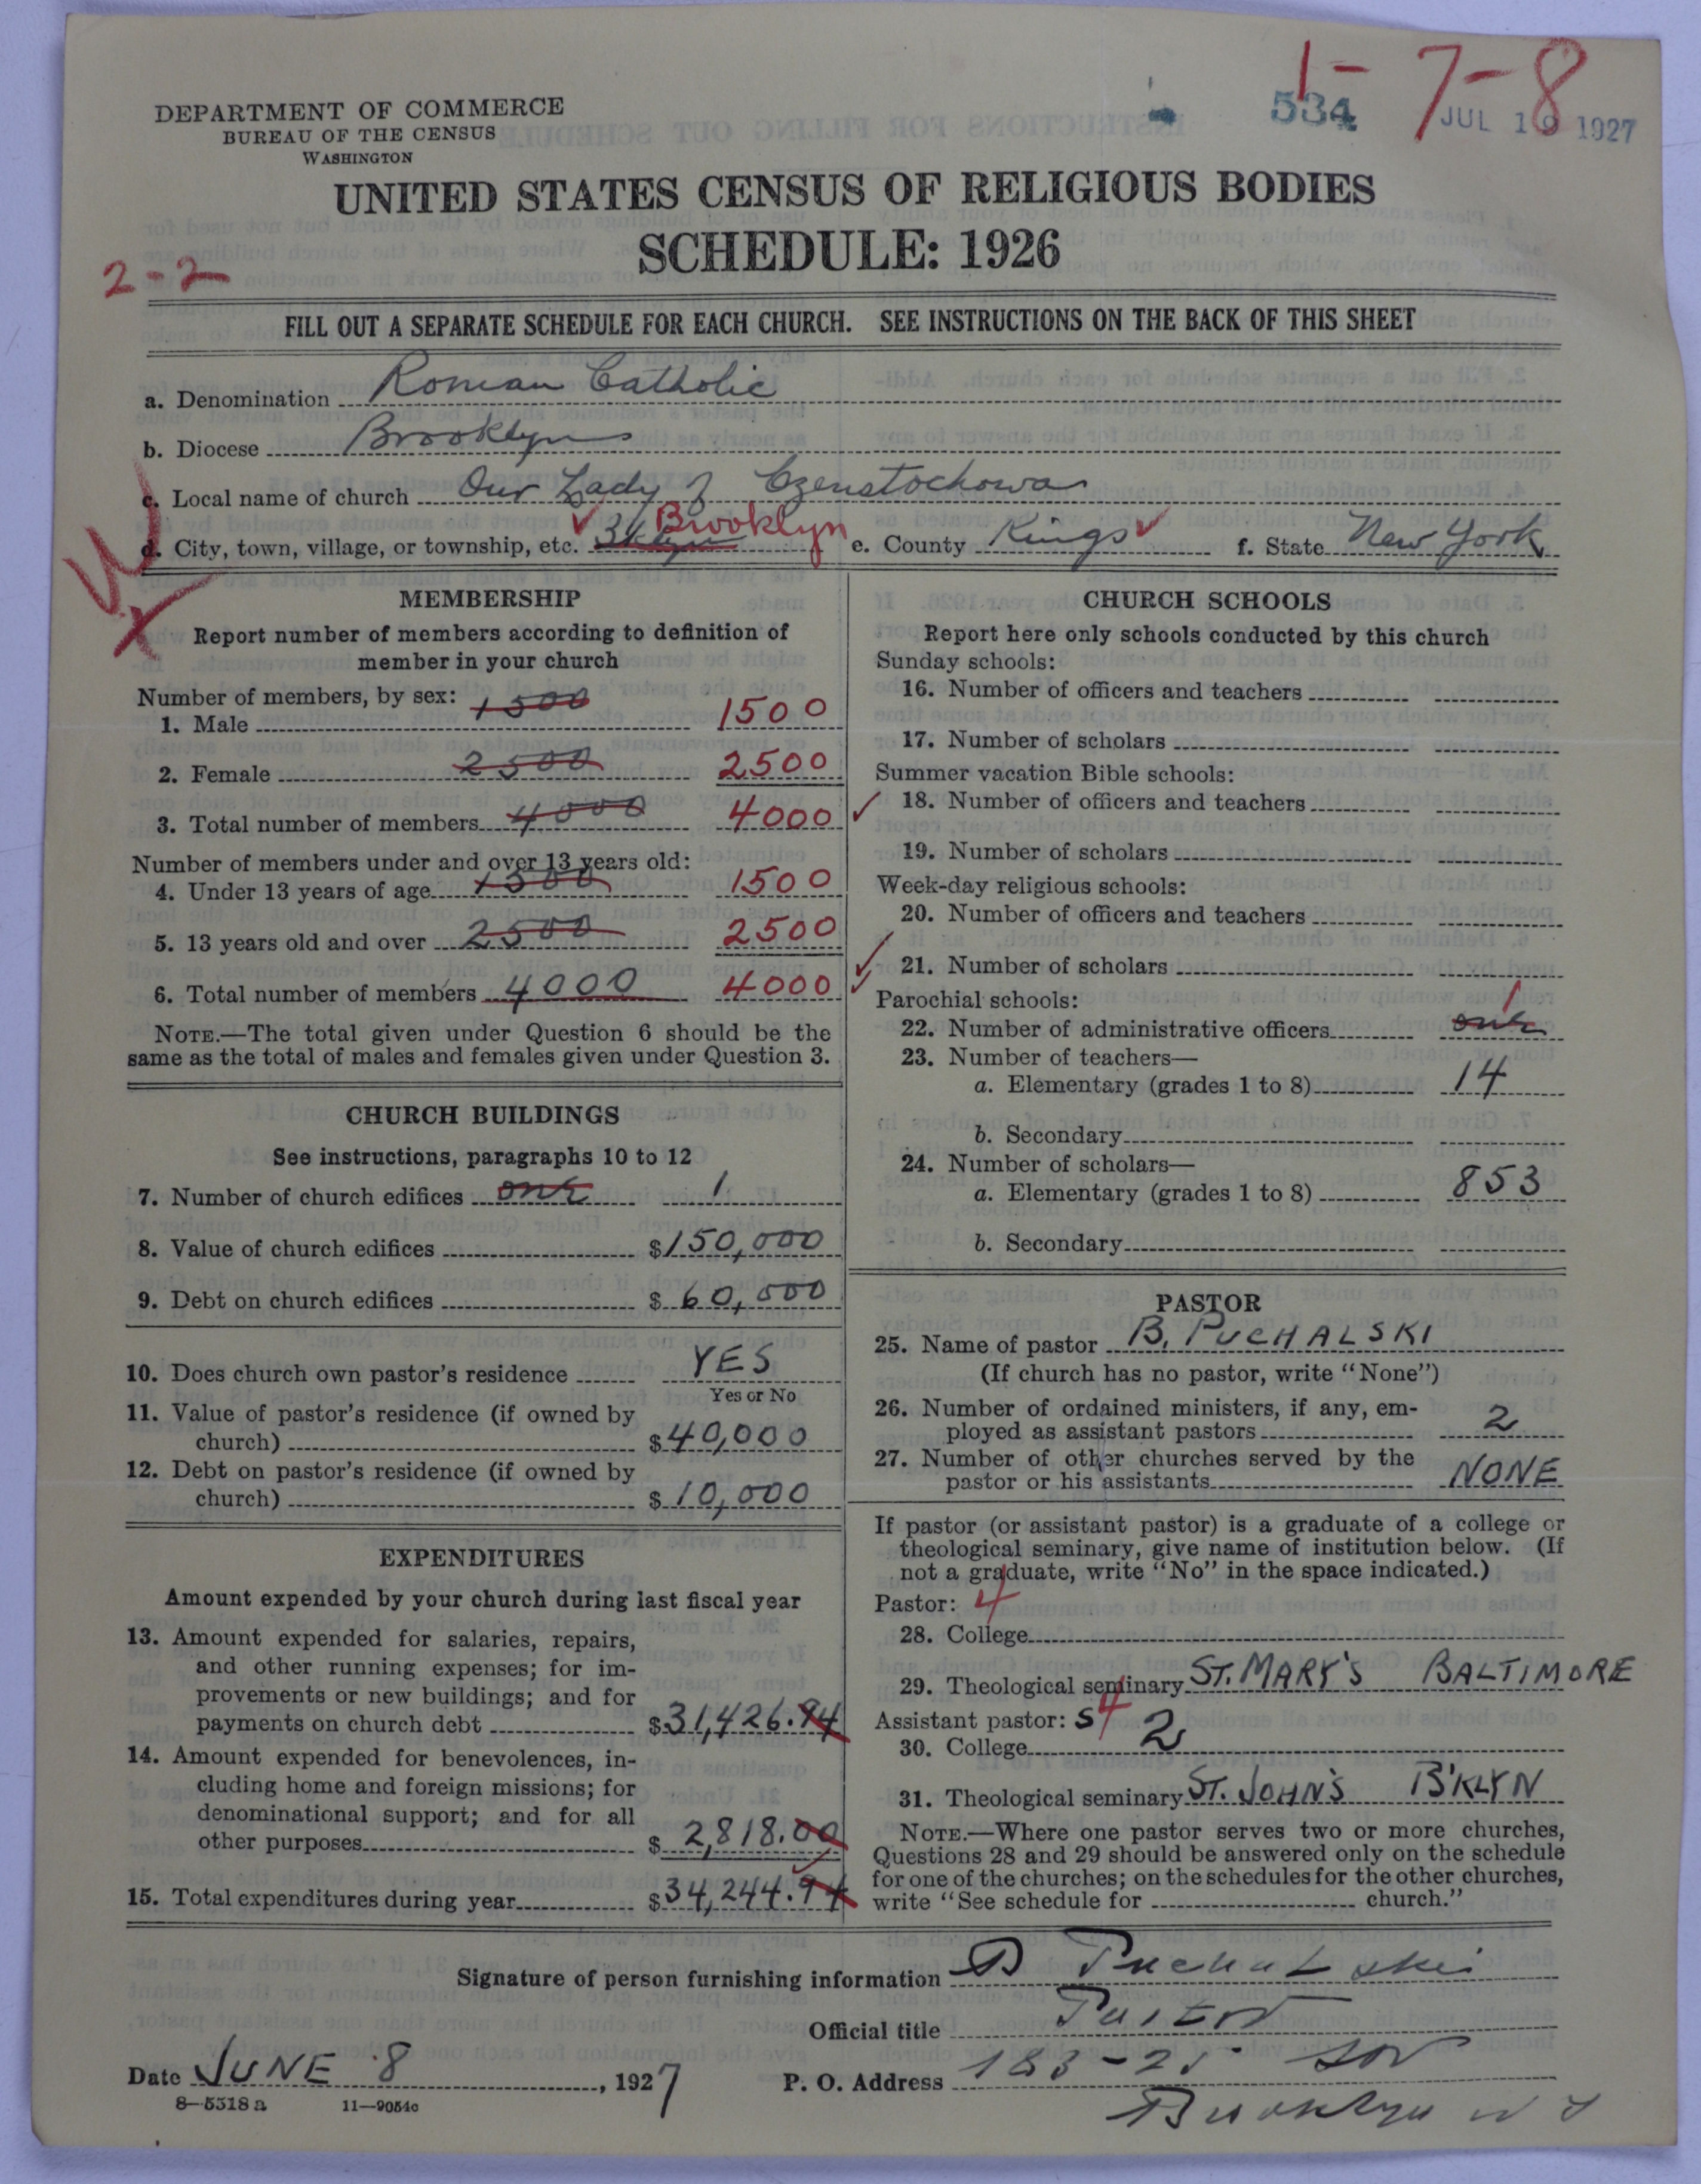 1-7-8
534
JUL 19 1927
DEPARTMENT OF COMMERCE
BUREAU OF THE CENSUS
WASHINGTON
UNITED STATES CENSUS OF RELIGIOUS BODIES
SCHEDULE: 1926
2-2
FILL OUT A SEPARATE SCHEDULE FOR EACH CHURCH. SEE INSTRUCTIONS ON THE BACK OF THIS SHEET
a. Denomination Roman Catholic
b. Diocese Brooklyn
c. Local name of church Our Lady of Czenstochowa
d. City, town, village, or township, etc. Bklyn Brooklyn e. County Kings f. State New York
MEMBERSHIP
Report number of members according to definition of
member in your church
Number of members, by sex:
1. Male 1500 1500
2. Female 2500 2500
3. Total number of members 4000 4000
Number of members under and over 13 years old:
4. Under 13 years of age 1500 1500
5. 13 years old and over 2500 2500
6. Total number of members 4000 4000
NOTE.—The total given under Question 6 should be the
same as the total of males and females given under Question 3.
CHURCH BUILDINGS
See instructions, paragraphs 10 to 12
7. Number of church edifices one 1
8. Value of church edifices $150,000
9. Debt on church edifices $60,000
10. Does church own pastor's residence YES
Yes or No
11. Value of pastor's residence (if owned by
church) $40,000
12. Debt on pastor's residence (if owned by
church) $10,000
EXPENDITURES
Amount expended by your church during last fiscal year
13. Amount expended for salaries, repairs,
and other running expenses; for im-
provements or new buildings; and for
payments on church debt $31,426.94
14. Amount expended for benevolences, in-
cluding home and foreign missions; for
denominational support; and for all
other purposes $2,818.00
15. Total expenditures during year $34,244.94
CHURCH SCHOOLS
Report here only schools conducted by this church
Sunday schools:
16. Number of officers and teachers
17. Number of scholars
Summer vacation Bible schools:
18. Number of officers and teachers
19. Number of scholars
Week-day religious schools:
20. Number of officers and teachers
21. Number of scholars
Parochial schools:
22. Number of administrative officers one 1
23. Number of teachers—
a. Elementary (grades 1 to 8) 14
b. Secondary
24. Number of scholars—
a. Elementary (grades 1 to 8) 853
b. Secondary
PASTOR
25. Name of pastor B. PUCHALSKI
(If church has no pastor, write "None")
26. Number of ordained ministers, if any, em-
ployed as assistant pastors 2
27. Number of other churches served by the
pastor or his assistants NONE
If pastor (or assistant pastor) is a graduate of a college or
theological seminary, give name of institution below. (If
not a graduate, write "No" in the space indicated.)
Pastor: 4
28. College
29. Theological seminary ST. MARY'S BALTIMORE
Assistant pastor: S 4 2
30. College
31. Theological seminary ST. JOHN'S B'KLYN
NOTE.—Where one pastor serves two or more churches,
Questions 28 and 29 should be answered only on the schedule
for one of the churches; on the schedules for the other churches,
write "See schedule for church."
Signature of person furnishing information B Puchalski
Official title Pastor
Date JUNE 8, 1927 P. O. Address 183-25
Brooklyn N Y
8—5518 a 11—9054c